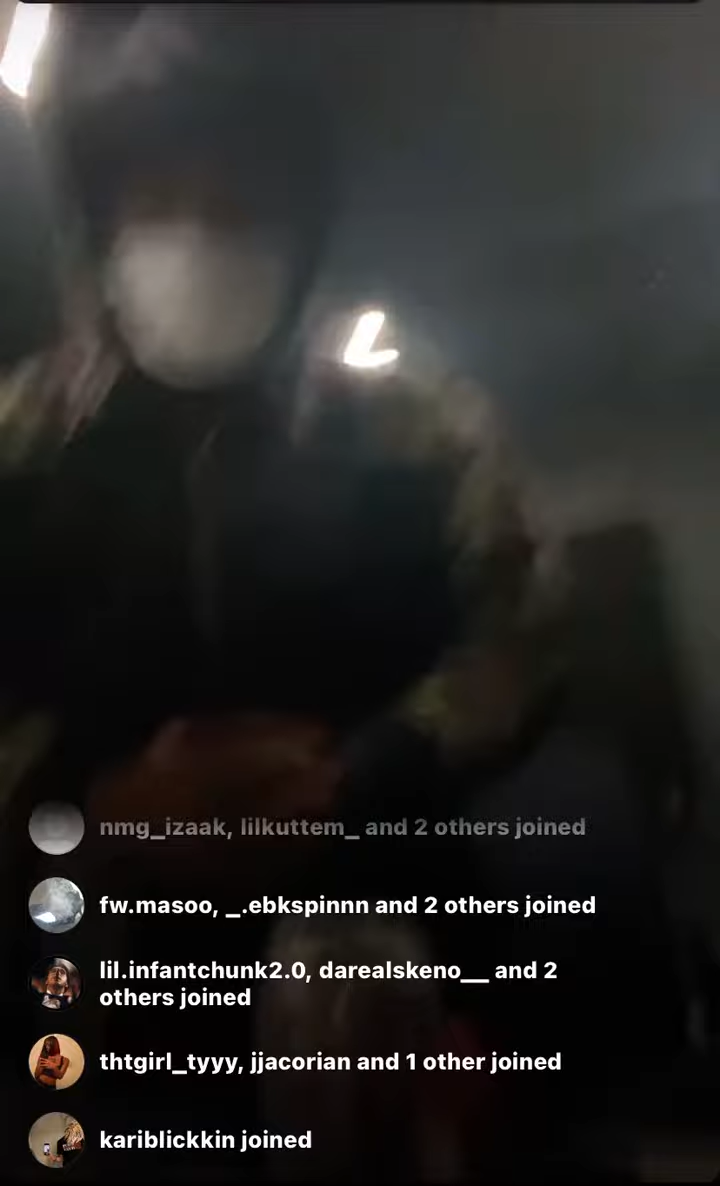 nmg_izaak, lilkuttem_ and 2 others joined
fw.masoo, _.ebkspinnn and 2 others joined
lil.infantchunk2.0, darealskeno__ and 2
others joined
thtgirl_tyyy, jjacorian and 1 other joined
kariblickkin joined